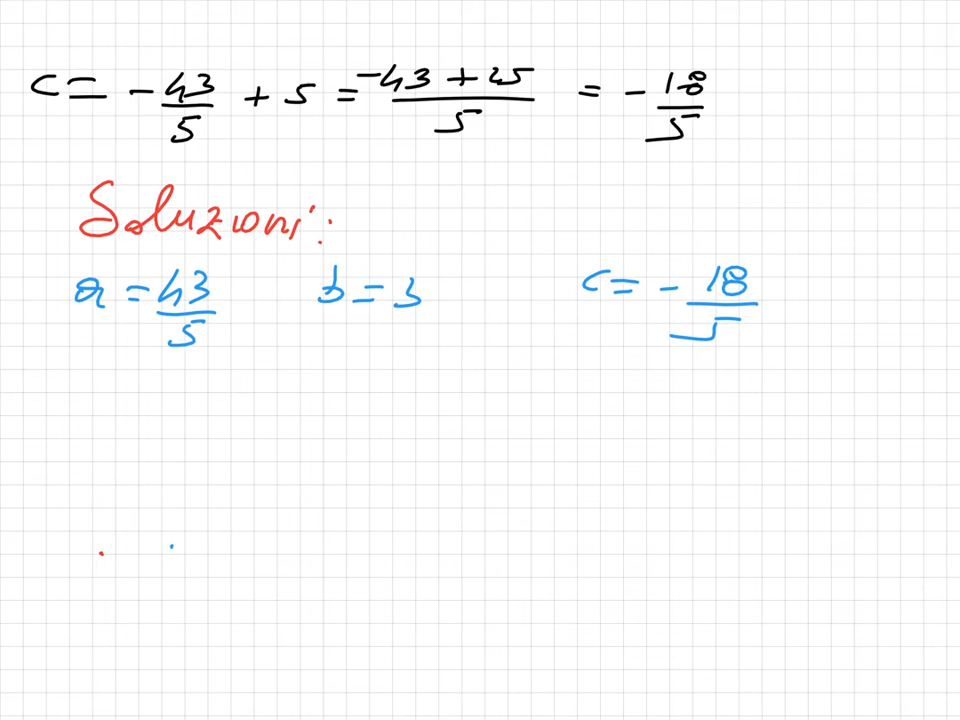 c = - 43/5 + 5 = -43 + 25/5 = - 18/5
Soluzioni:
a = 43/5 b = 3 c = - 18/5